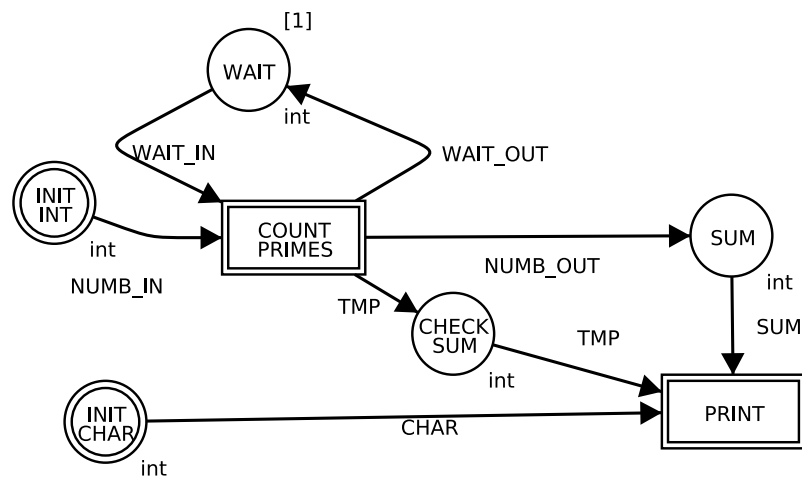 [1]
WAIT
int
WAIT_IN
WAIT_OUT
INIT
INT
int
NUMB_IN
COUNT
PRIMES
NUMB_OUT
SUM
int
TMP
CHECK
SUM
int
TMP
SUM
INIT
CHAR
int
CHAR
PRINT